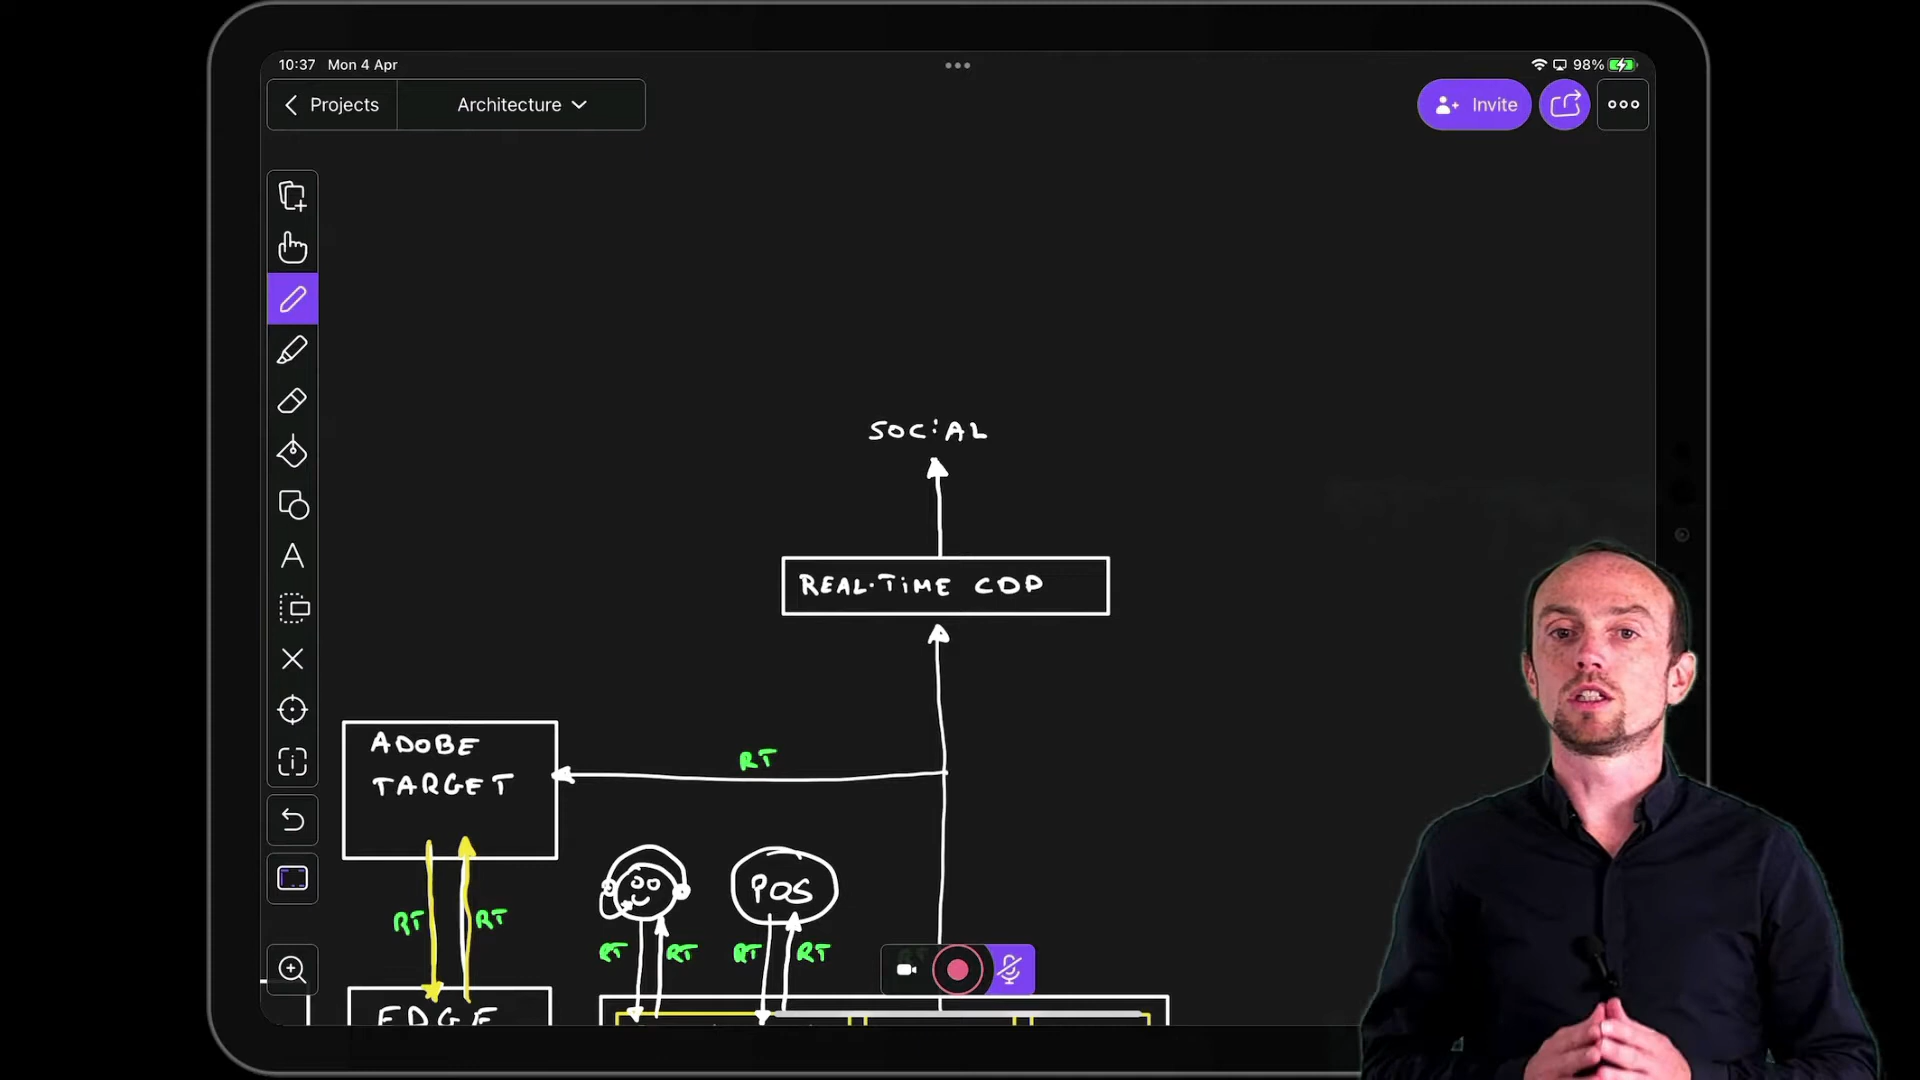 10:37 Mon 4 Apr
98%
Projects
Architecture
Invite
A
SOCIAL
REAL-TIME CDP
ADOBE
TARGET
RT
POS
RT RT
RT RT
RT RT
EDGE